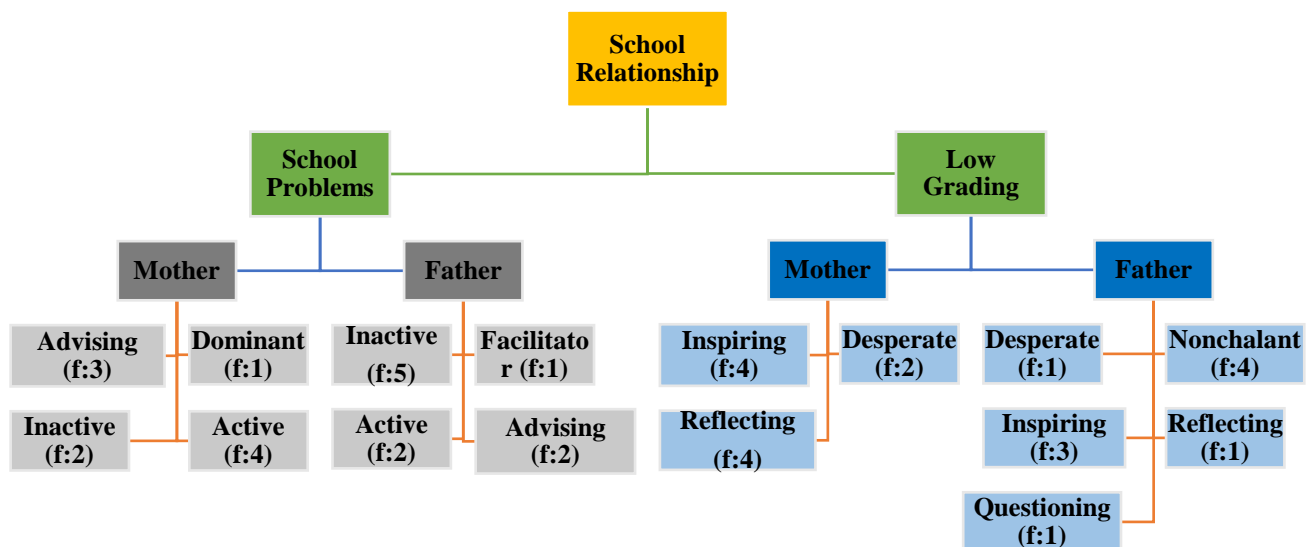 School
Relationship
School
Problems
Low
Grading
Mother
Father
Mother
Father
Advising
(f:3)
Dominant
(f:1)
Inactive
(f:5)
Facilitato
r (f:1)
Inspiring
(f:4)
Desperate
(f:2)
Desperate
(f:1)
Nonchalant
(f:4)
Inactive
(f:2)
Active
(f:4)
Active
(f:2)
Advising
(f:2)
Reflecting
(f:4)
Inspiring
(f:3)
Reflecting
(f:1)
Questioning
(f:1)